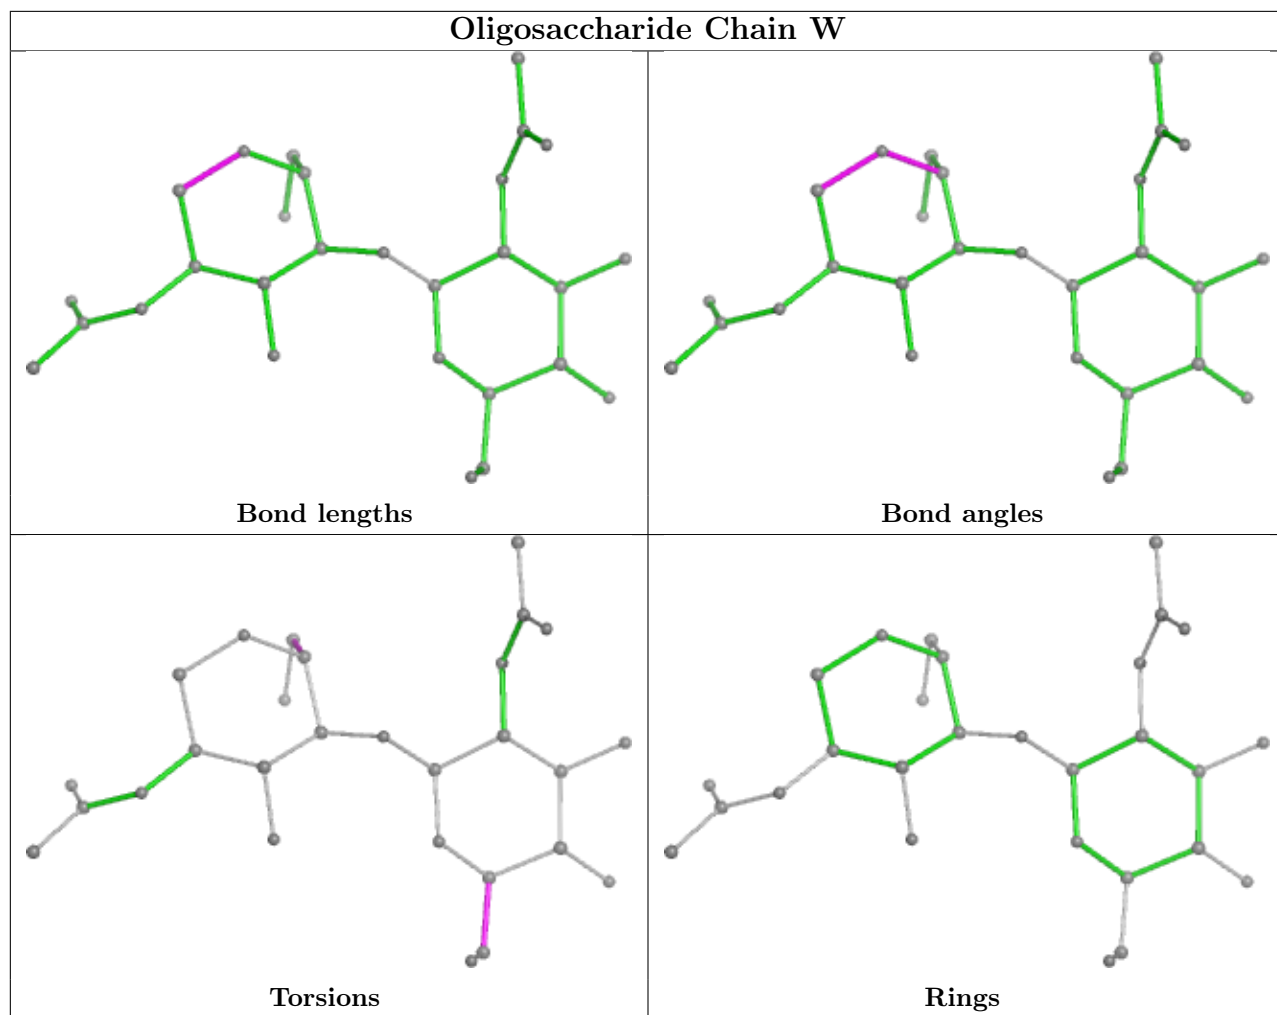 Oligosaccharide Chain W
Bond lengths
Bond angles
Torsions
Rings